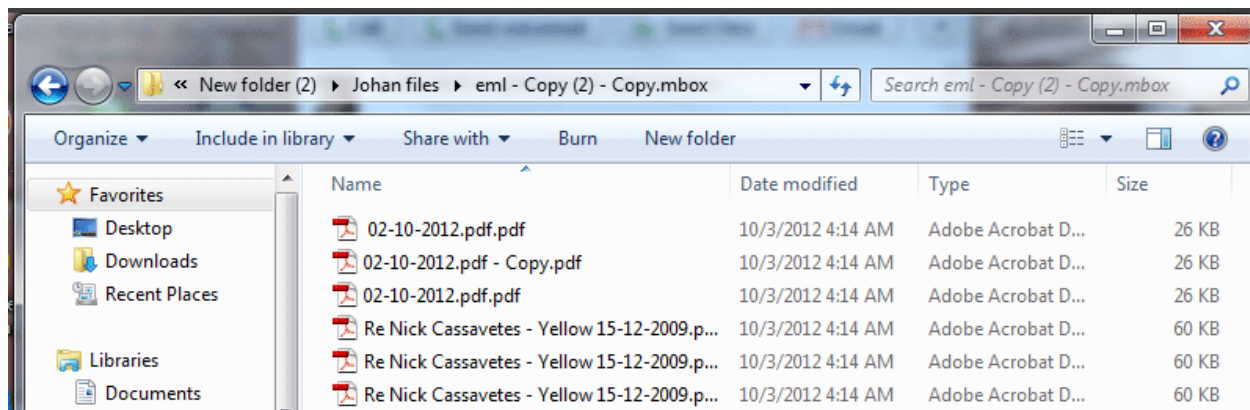 « New folder (2) ▸ Johan files ▸ eml - Copy (2) - Copy.mbox Search eml - Copy (2) - Copy.mbox
Organize Include in library Share with Burn New folder
Favorites
Desktop
Downloads
Recent Places
Libraries
Documents
Name Date modified Type Size
02-10-2012.pdf.pdf 10/3/2012 4:14 AM Adobe Acrobat D... 26 KB
02-10-2012.pdf - Copy.pdf 10/3/2012 4:14 AM Adobe Acrobat D... 26 KB
02-10-2012.pdf.pdf 10/3/2012 4:14 AM Adobe Acrobat D... 26 KB
Re Nick Cassavetes - Yellow 15-12-2009.p... 10/3/2012 4:14 AM Adobe Acrobat D... 60 KB
Re Nick Cassavetes - Yellow 15-12-2009.p... 10/3/2012 4:14 AM Adobe Acrobat D... 60 KB
Re Nick Cassavetes - Yellow 15-12-2009.p... 10/3/2012 4:14 AM Adobe Acrobat D... 60 KB